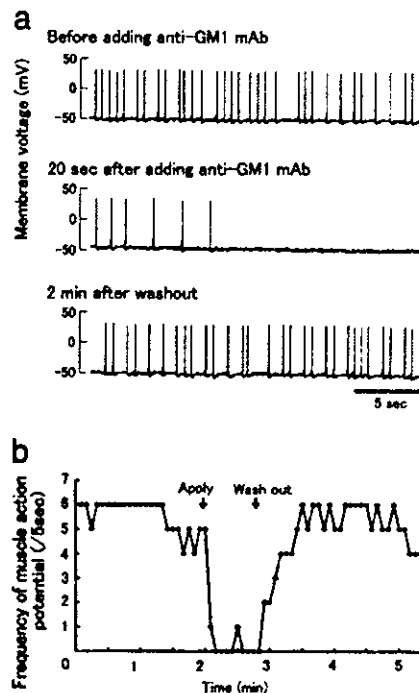 a
Before adding anti-GM1 mAb
Membrane voltage (mV)
50
0
-50
20 sec after adding anti-GM1 mAb
50
0
-50
2 min after washout
50
0
-50
5 sec
b
Frequency of muscle action
potential (/5sec)
7
6
5
4
3
2
1
0
Apply
Wash out
1
2
3
4
5
Time (min)